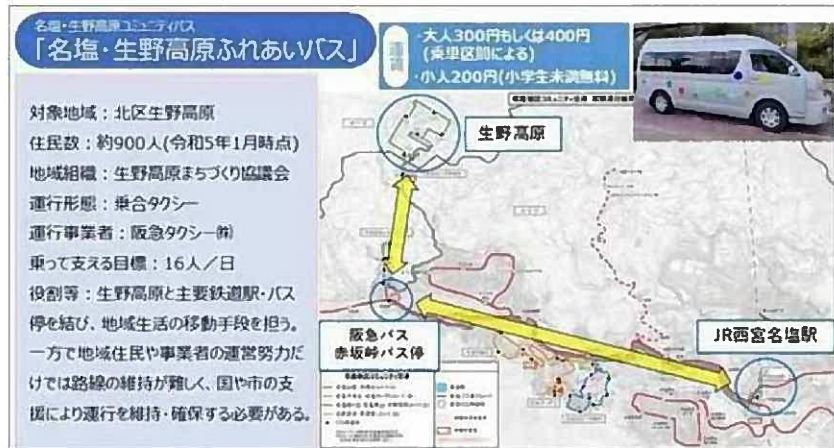 名塩・生野高原コミュニティバス
「名塩・生野高原ふれあいバス」
運賃
・大人300円もしくは400円
(乗車区間による)
・小人200円(小学生未満無料)
対象地域：北区生野高原
住民数：約900人(令和5年1月時点)
地域組織：生野高原まちづくり協議会
運行形態：乗合タクシー
運行事業者：阪急タクシー㈱
乗って支える目標：16人／日
役割等：生野高原と主要鉄道駅・バス
停を結び、地域生活の移動手段を担う。
一方で地域住民や事業者の運営努力だ
けでは路線の維持が難しく、国や市の支
援により運行を維持・確保する必要がある。
生野高原
阪急バス
赤坂峠バス停
JR西宮名塩駅